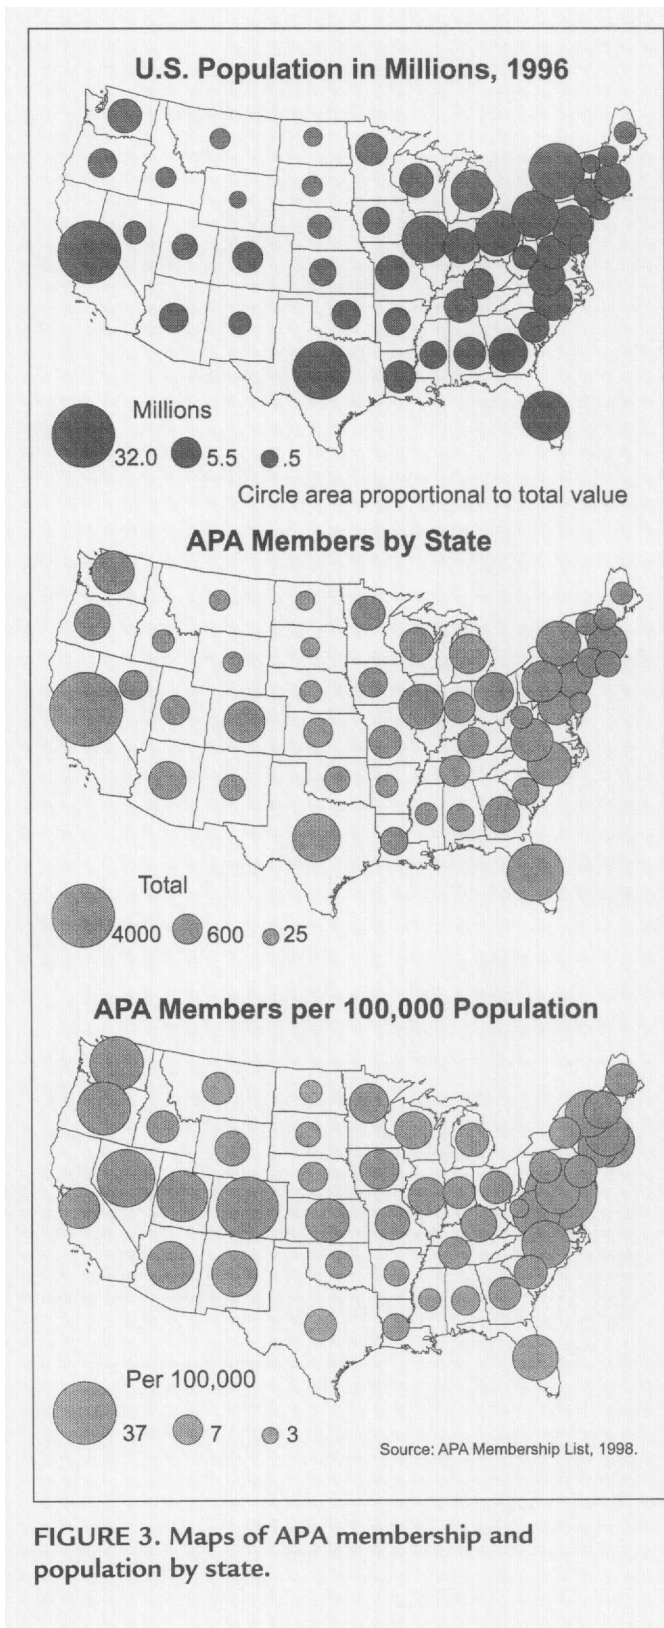 U.S. Population in Millions, 1996
Millions
32.0 5.5 .5
Circle area proportional to total value
APA Members by State
Total
4000 600 25
APA Members per 100,000 Population
Per 100,000
37 7 3
Source: APA Membership List, 1998.
FIGURE 3. Maps of APA membership and
population by state.